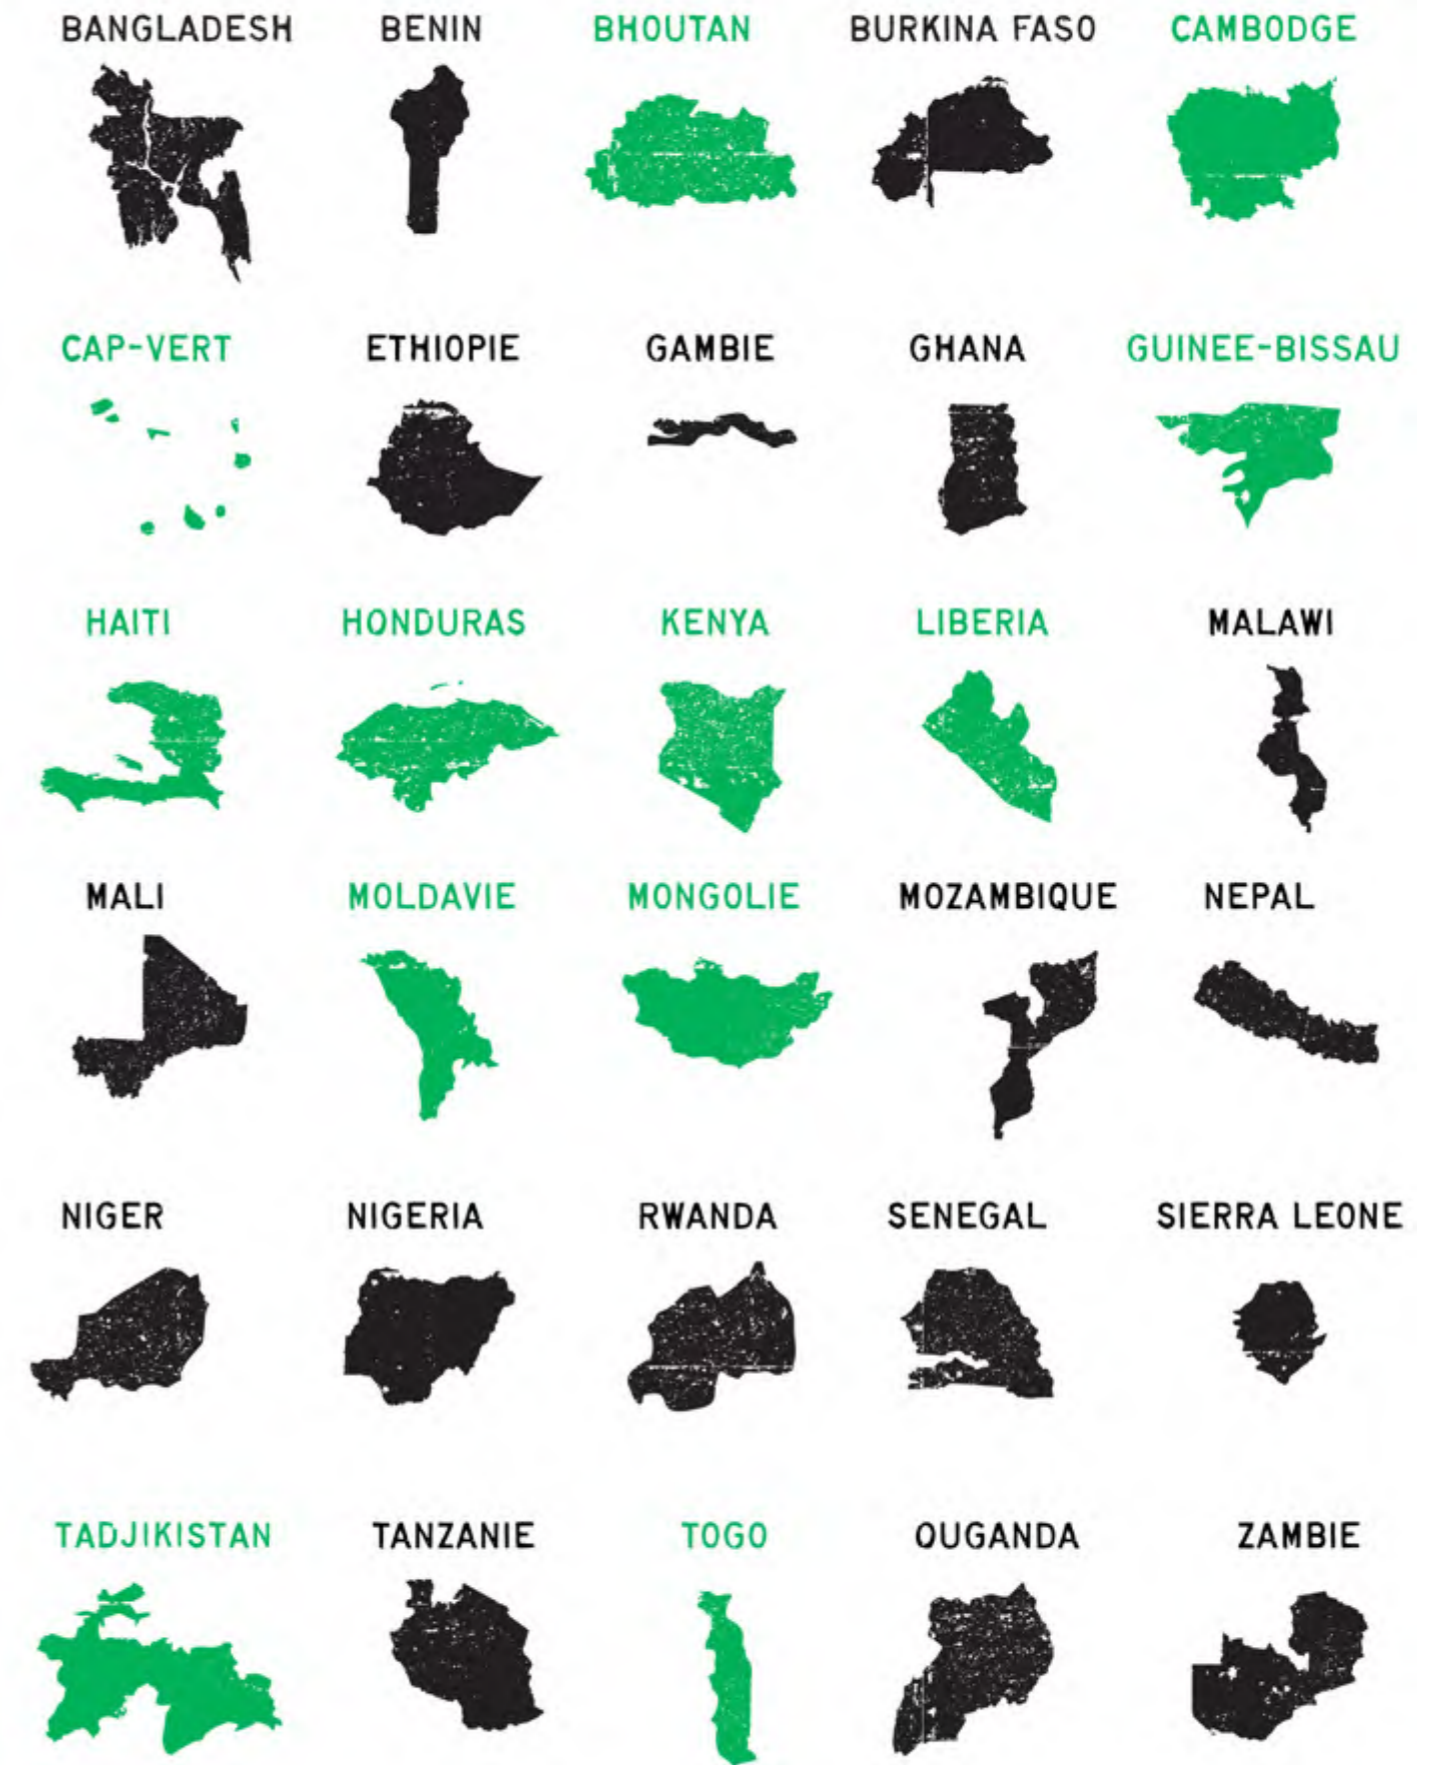 BANGLADESH BENIN BHOUTAN BURKINA FASO CAMBODGE
CAP-VERT ETHIOPIE GAMBIE GHANA GUINEE-BISSAU
HAITI HONDURAS KENYA LIBERIA MALAWI
MALI MOLDAVIE MONGOLIE MOZAMBIQUE NEPAL
NIGER NIGERIA RWANDA SENEGAL SIERRA LEONE
TADJIKISTAN TANZANIE TOGO OUGANDA ZAMBIE